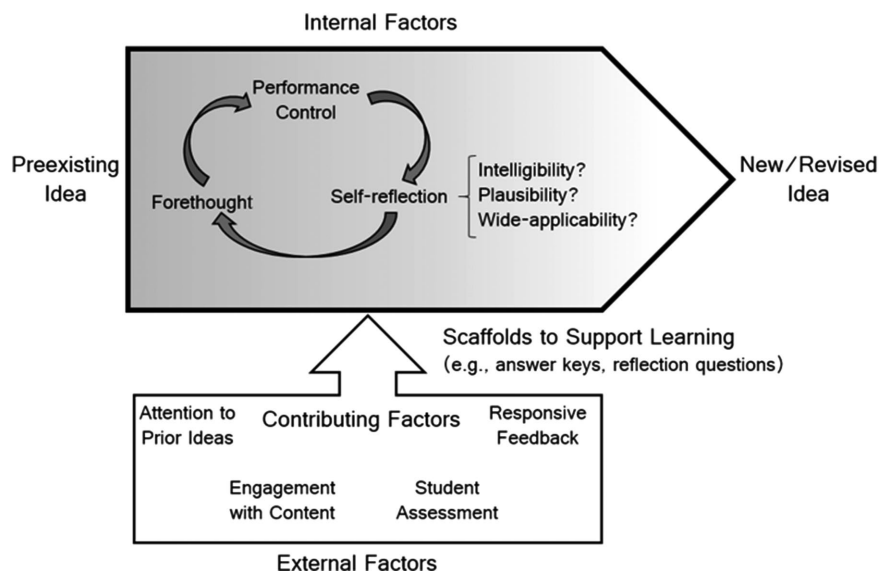 Internal Factors
Performance
Control
Preexisting
Idea
Forethought
Self-reflection
Intelligibility?
Plausibility?
Wide-applicability?
New/Revised
Idea
Scaffolds to Support Learning
(e.g., answer keys, reflection questions)
Attention to
Prior Ideas
Contributing Factors
Responsive
Feedback
Engagement
with Content
Student
Assessment
External Factors